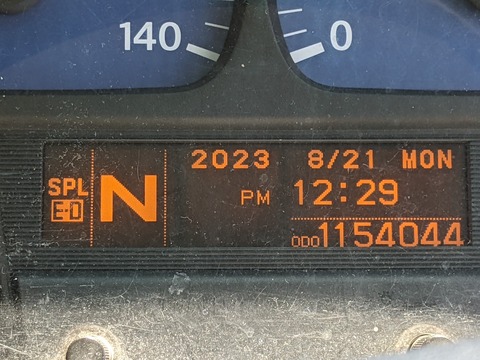 140 0
2023 8/21 MON
SPL N PM 12:29
E-D ODO 1154044